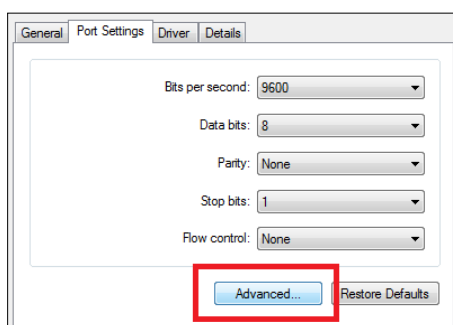 General Port Settings Driver Details
Bits per second: 9600
Data bits: 8
Parity: None
Stop bits: 1
Flow control: None
Advanced... Restore Defaults